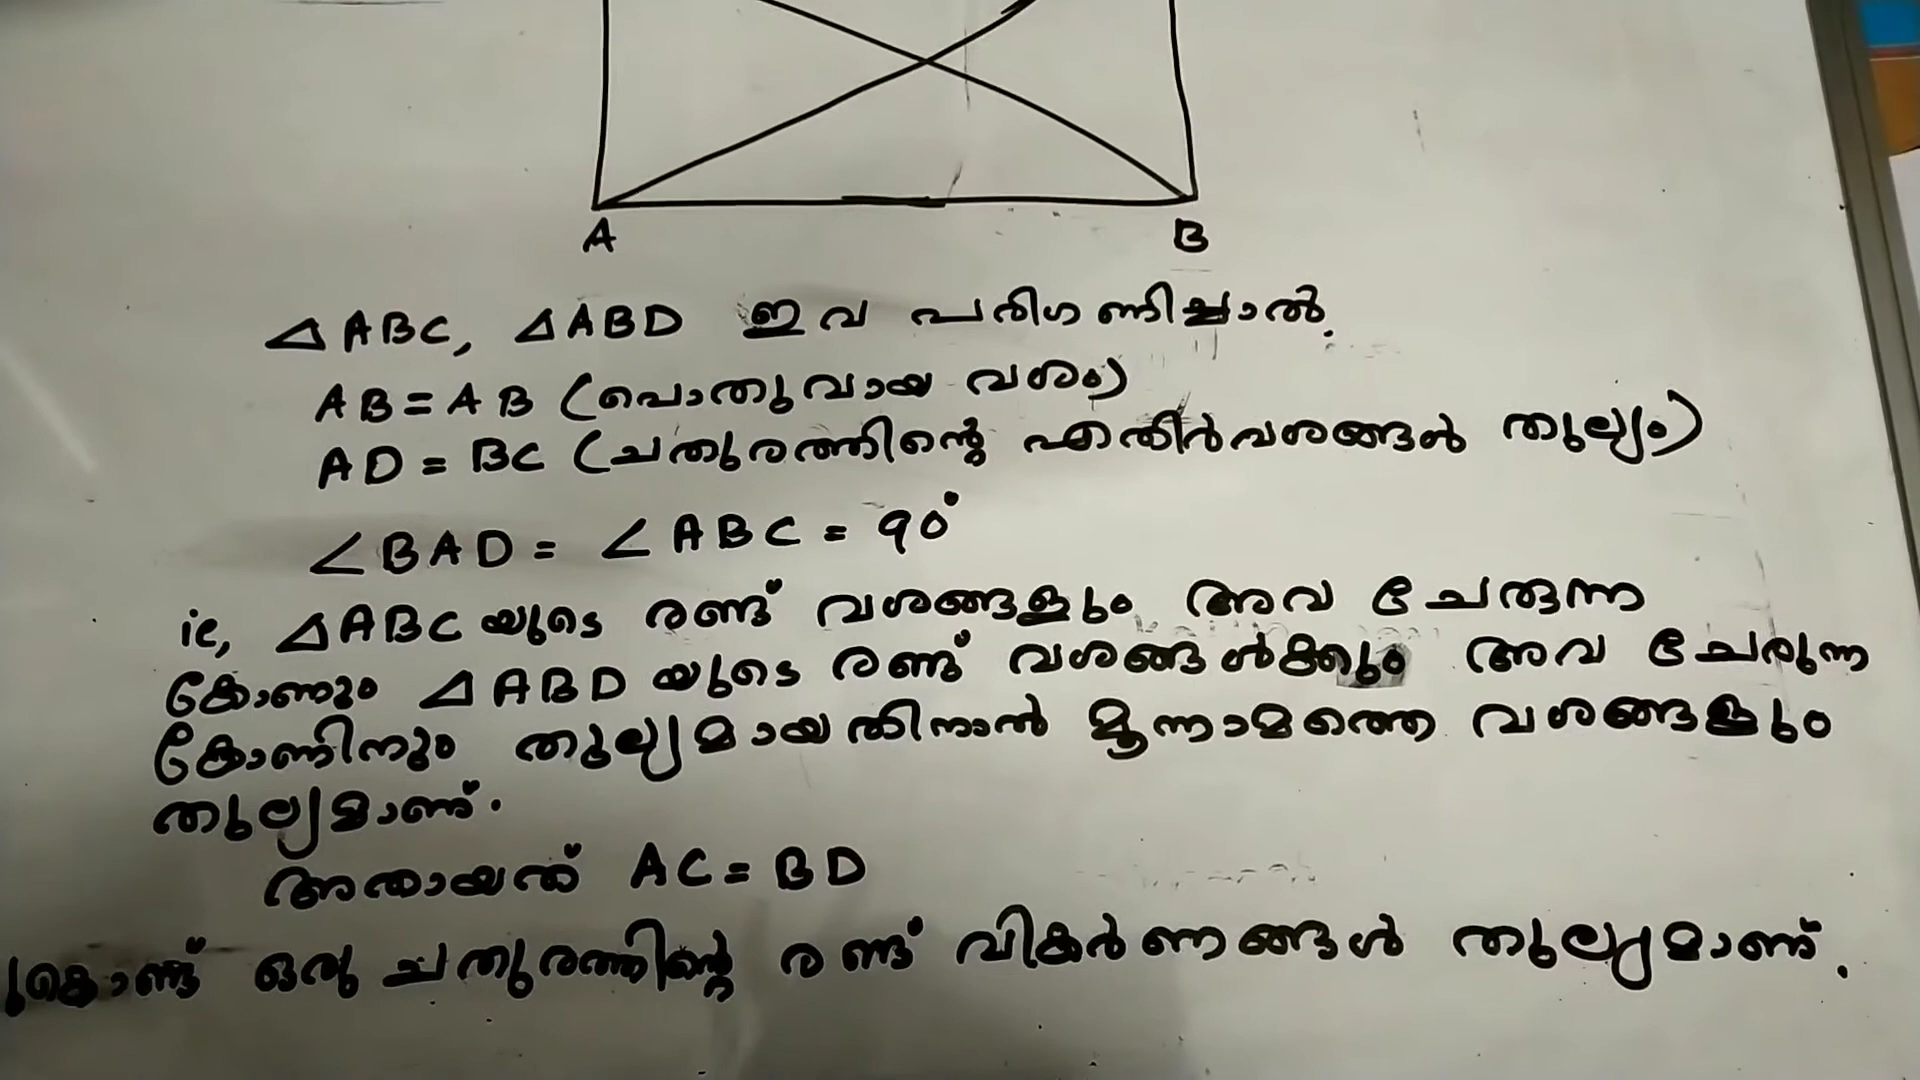 A B
△ABC, △ABD ഇവ പരിഗണിച്ചാൽ.
AB = AB (പൊതുവായ വശം)
AD = BC (ചതുരത്തിന്റെ എതിർവശങ്ങൾ തുല്യം)
∠BAD = ∠ABC = 90°
ie, △ABC യുടെ രണ്ട് വശങ്ങളും അവ ചേരുന്ന
കോണും △ABD യുടെ രണ്ട് വശങ്ങൾക്കും അവ ചേരുന്ന
കോണിനും തുല്യമായതിനാൽ മൂന്നാമത്തെ വശങ്ങളും
തുല്യമാണ്.
അതായത് AC = BD
ഒരു ചതുരത്തിന്റെ രണ്ട് വികർണങ്ങൾ തുല്യമാണ്.